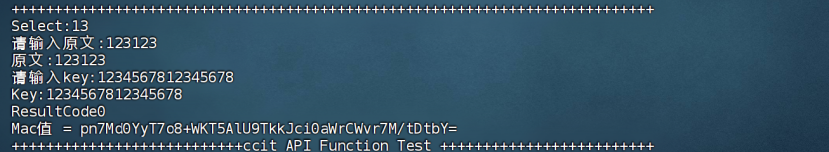 ++++++++++++++++++++++++++++++++++++++++++++++++++++++++++++++++++++++++++
Select:13
请输入原文:123123
原文:123123
请输入key:1234567812345678
Key:1234567812345678
ResultCode0
Mac值 = pn7Md0YyT7o8+WKT5AlU9TkkJci0aWrCWvr7M/tDtbY=
+++++++++++++++++++++++++++ccit API Function Test +++++++++++++++++++++++++